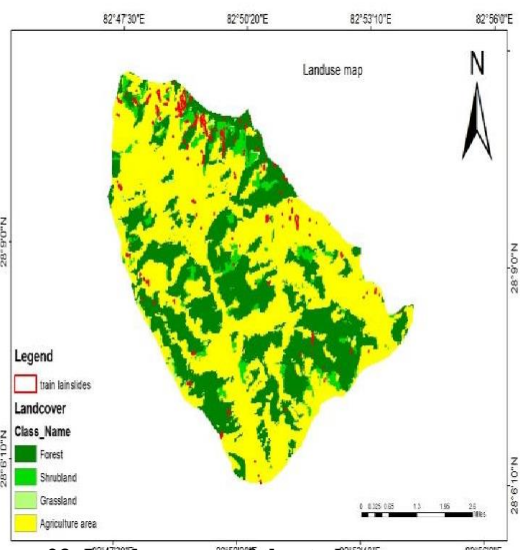 82°47'30"E 82°50'20"E 82°53'10"E 82°56'0"E
Landuse map
N
28°9'0"N
28°9'0"N
Legend
train lainslides
Landcover
Class_Name
Forest
Shrubland
Grassland
Agriculture area
28°6'10"N
28°6'10"N
0 0.325 0.65 1.3 1.95 2.6
Miles